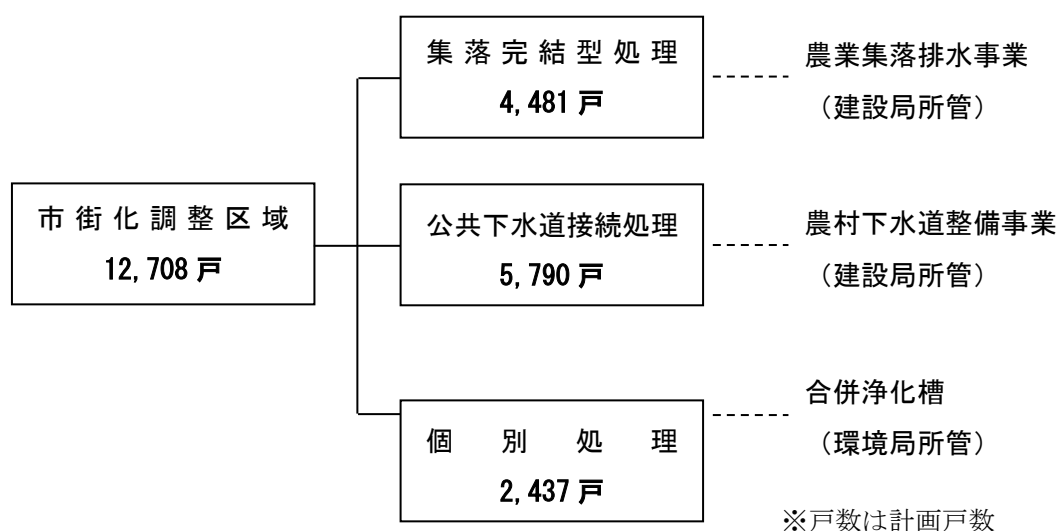 集落完結型処理
4,481戸
農業集落排水事業
（建設局所管）
市街化調整区域
12,708戸
公共下水道接続処理
5,790戸
農村下水道整備事業
（建設局所管）
個別処理
2,437戸
合併浄化槽
（環境局所管）
※戸数は計画戸数